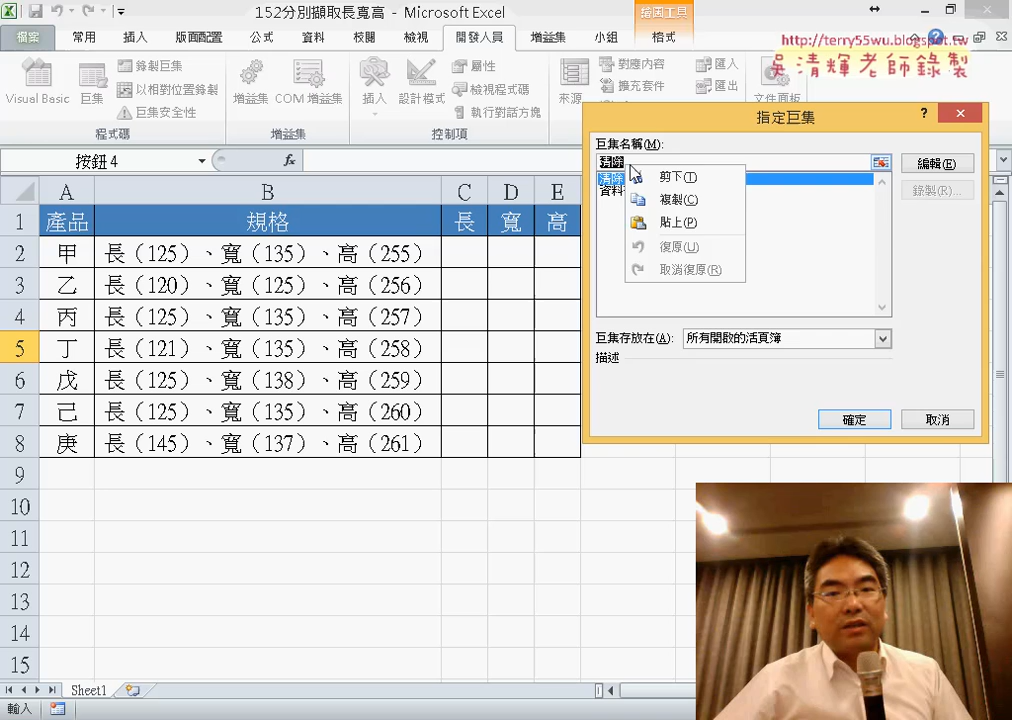 152分別擷取長寬高 - Microsoft Excel
繪圖工具
檔案 常用 插入 版面配置 公式 資料 校閱 檢視 開發人員 增益集 小組 格式
http://terry55wu.blogspot.tw
吳清輝老師錄製
Visual Basic 巨集 錄製巨集 以相對位置錄製 巨集安全性
增益集 COM 增益集
插入 設計模式 屬性 檢視程式碼 執行對話方塊
來源 對應內容 擴充套件 匯入 匯出
文件面板
程式碼 增益集 控制項
按鈕 4 fx
A B C D E
1 產品 規格 長 寬 高
2 甲 長（125）、寬（135）、高（255）
3 乙 長（120）、寬（125）、高（256）
4 丙 長（125）、寬（135）、高（257）
5 丁 長（121）、寬（135）、高（258）
6 戊 長（125）、寬（138）、高（259）
7 己 長（125）、寬（135）、高（260）
8 庚 長（145）、寬（137）、高（261）
9
10
11
12
13
14
15
指定巨集
巨集名稱(M):
清除
清除
資料
編輯(E)
錄製(R)...
剪下(T)
複製(C)
貼上(P)
復原(U)
取消復原(R)
巨集存放在(A): 所有開啟的活頁簿
描述
確定 取消
Sheet1
輸入